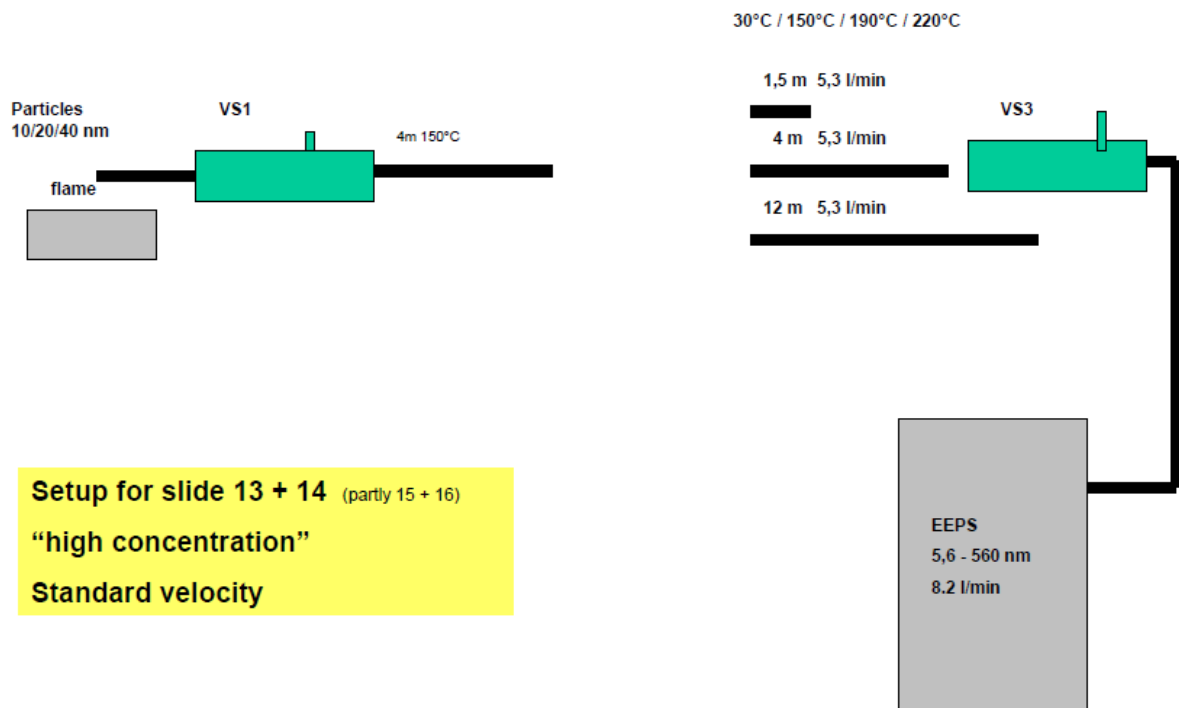 30°C / 150°C / 190°C / 220°C
1,5 m 5,3 l/min
Particles
10/20/40 nm
VS1
VS3
4m 150°C
4 m 5,3 l/min
flame
12 m 5,3 l/min
Setup for slide 13 + 14 (partly 15 + 16)
“high concentration”
Standard velocity
EEPS
5,6 - 560 nm
8.2 l/min